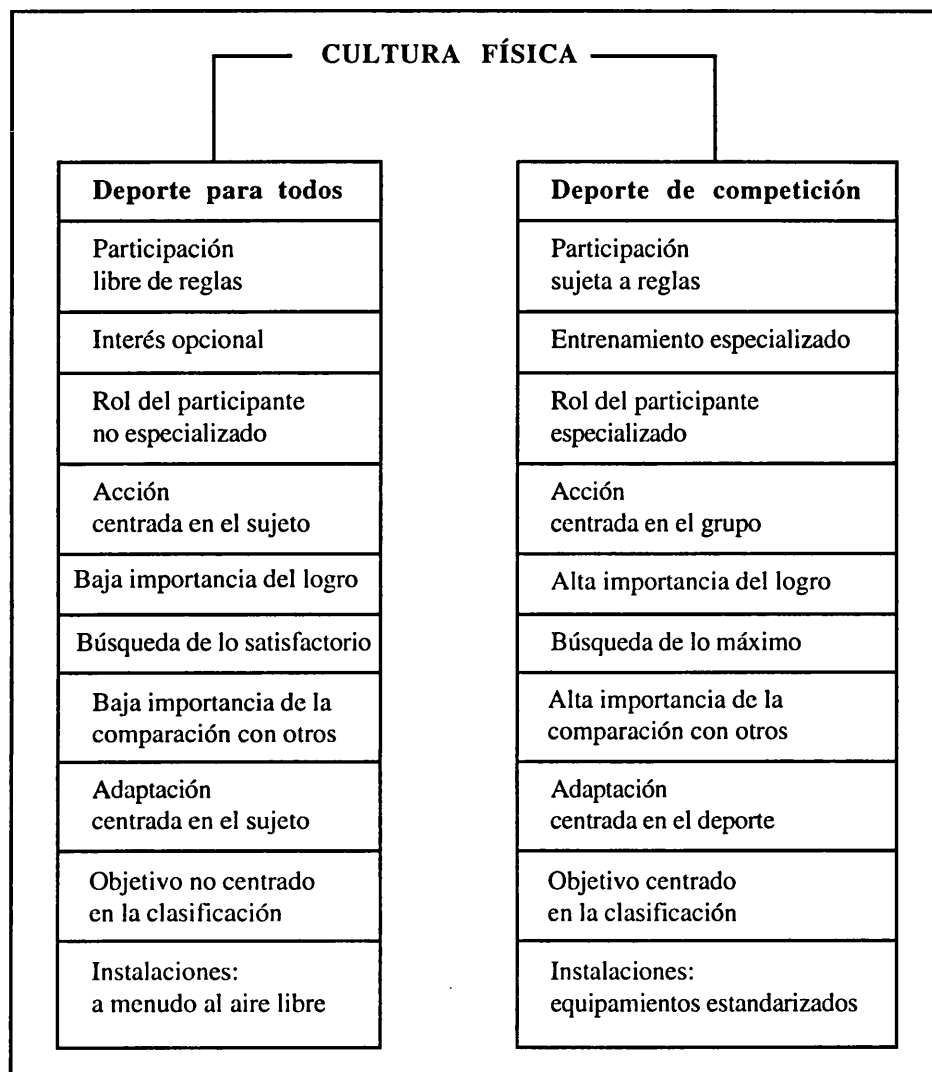 CULTURA FÍSICA
Deporte para todos
Participación
libre de reglas
Interés opcional
Rol del participante
no especializado
Acción
centrada en el sujeto
Baja importancia del logro
Búsqueda de lo satisfactorio
Baja importancia de la
comparación con otros
Adaptación
centrada en el sujeto
Objetivo no centrado
en la clasificación
Instalaciones:
a menudo al aire libre
Deporte de competición
Participación
sujeta a reglas
Entrenamiento especializado
Rol del participante
especializado
Acción
centrada en el grupo
Alta importancia del logro
Búsqueda de lo máximo
Alta importancia de la
comparación con otros
Adaptación
centrada en el deporte
Objetivo centrado
en la clasificación
Instalaciones:
equipamientos estandarizados